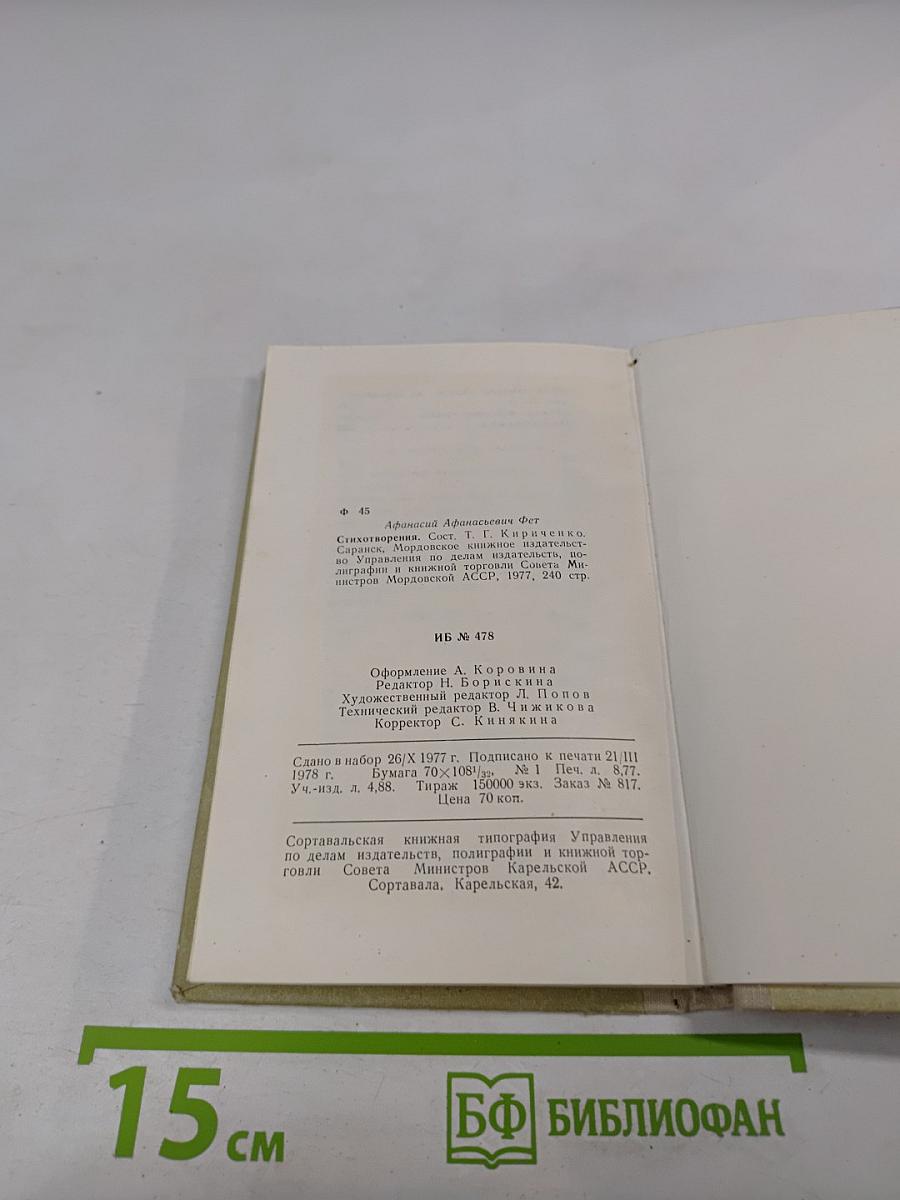 Ф 45
Афанасий Афанасьевич Фет
Стихотворения. Сост. Т. Г. Кириченко.
Саранск, Мордовское книжное издательст-
во Управления по делам издательств, по-
лиграфии и книжной торговли Совета Ми-
нистров Мордовской АССР, 1977, 240 стр.
ИБ № 478
Оформление А. Коровина
Редактор Н. Борискина
Художественный редактор Л. Попов
Технический редактор В. Чижикова
Корректор С. Кинякина
Сдано в набор 26/X 1977 г. Подписано к печати 21/III
1978 г. Бумага 70×108¹/₃₂, № 1 Печ. л. 8,77.
Уч.-изд. л. 4,88. Тираж 150000 экз. Заказ № 817.
Цена 70 коп.
Сортавальская книжная типография Управления
по делам издательств, полиграфии и книжной тор-
говли Совета Министров Карельской АССР.
Сортавала, Карельская, 42.
15 см
БФ БИБЛИОФАН